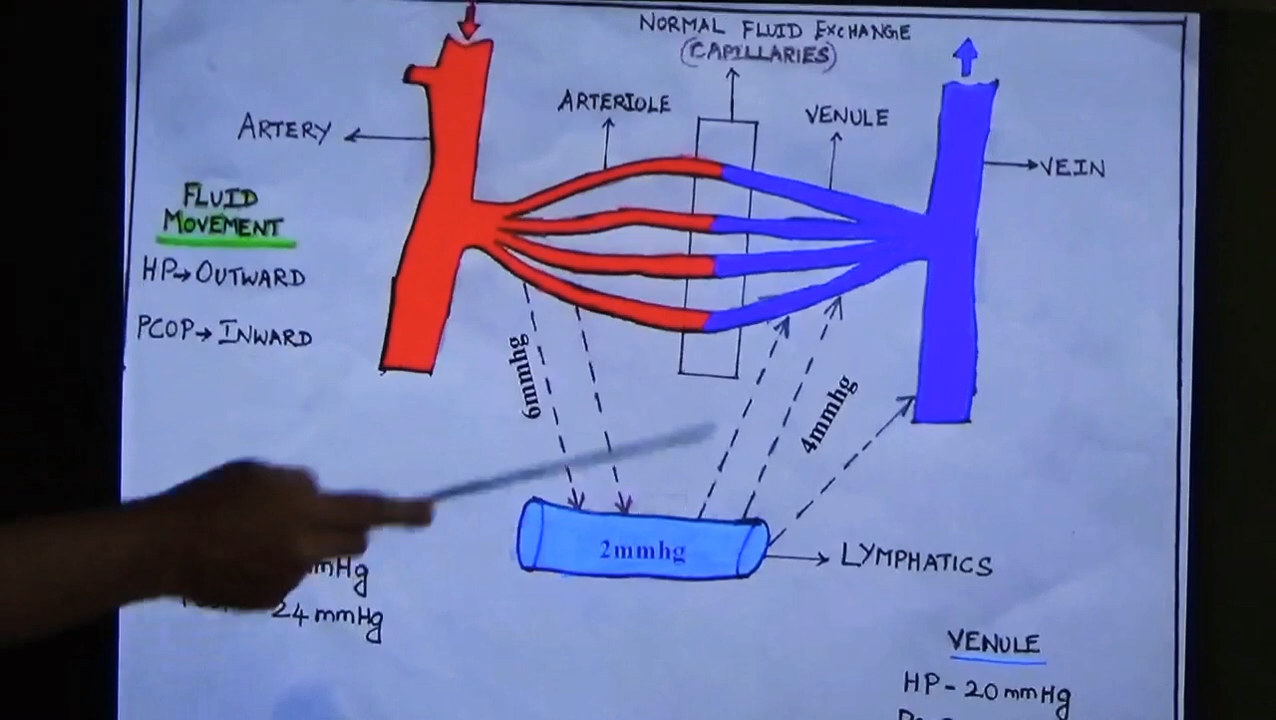 NORMAL FLUID EXCHANGE
(CAPILLARIES)
ARTERIOLE
VENULE
ARTERY
VEIN
FLUID
MOVEMENT
HP→OUTWARD
PCOP→INWARD
6mmhg
4mmhg
2mmhg
LYMPHATICS
mHg
24 mmHg
VENULE
HP - 20 mmHg